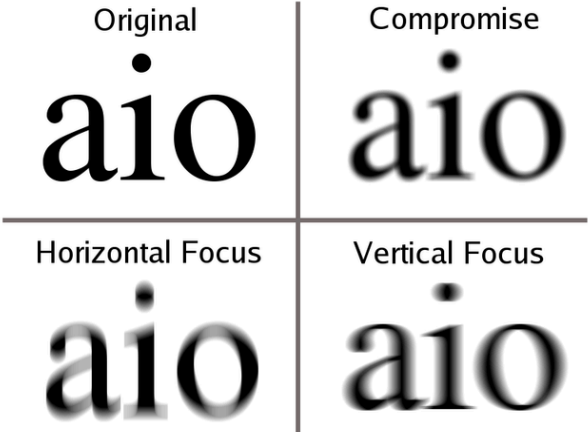 Original
aio
Compromise
aio
Horizontal Focus
aio
Vertical Focus
aio